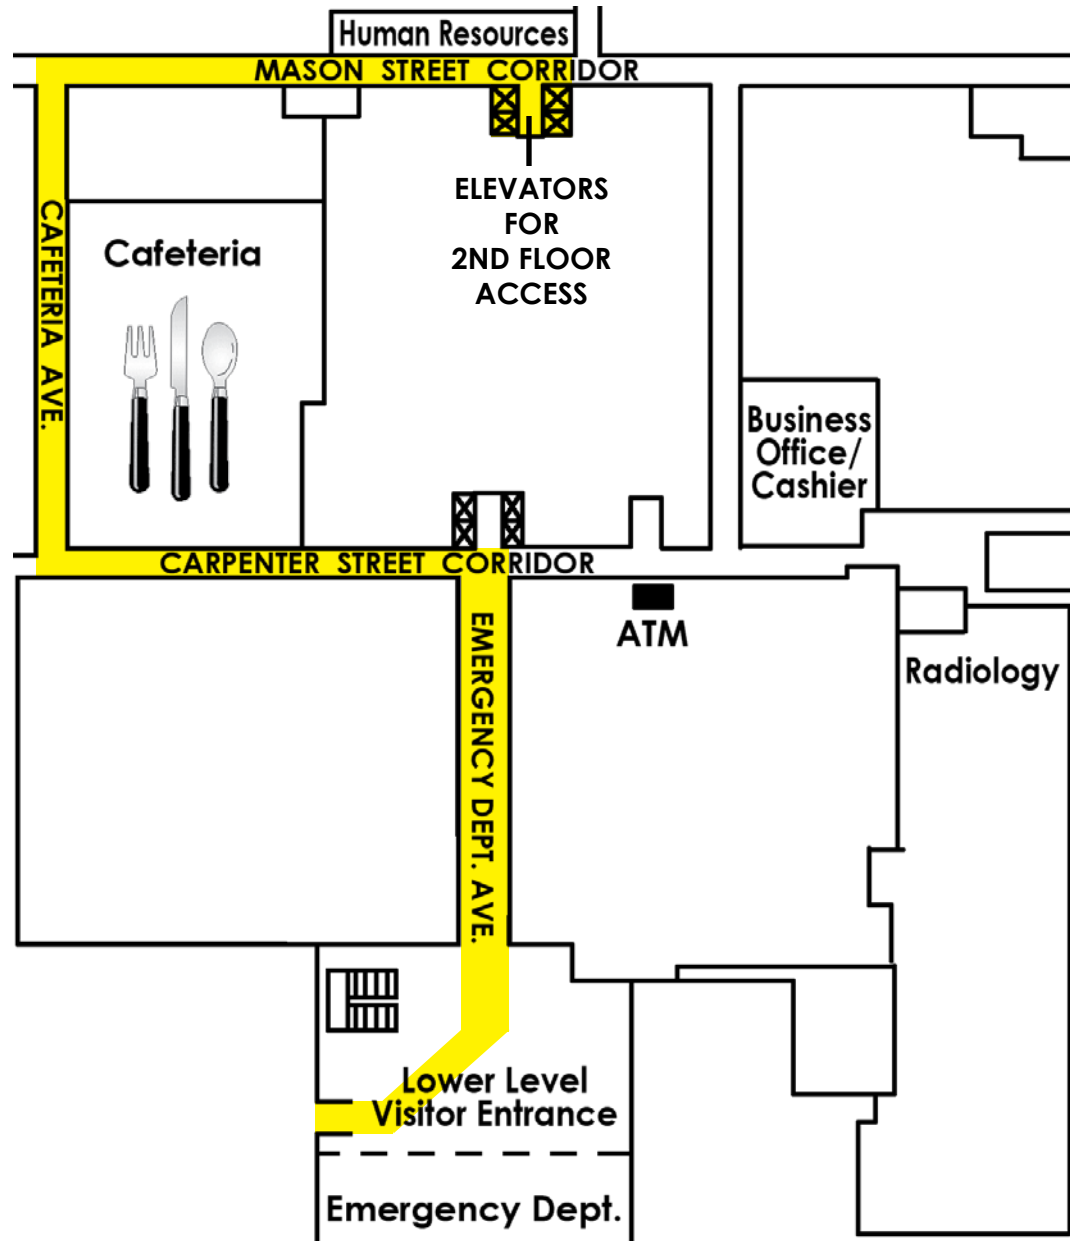 Human Resources
MASON STREET CORRIDOR
ELEVATORS
FOR
2ND FLOOR
ACCESS
CAFETERIA AVE.
Cafeteria
Business
Office/
Cashier
CARPENTER STREET CORRIDOR
EMERGENCY DEPT. AVE.
ATM
Radiology
Lower Level
Visitor Entrance
Emergency Dept.